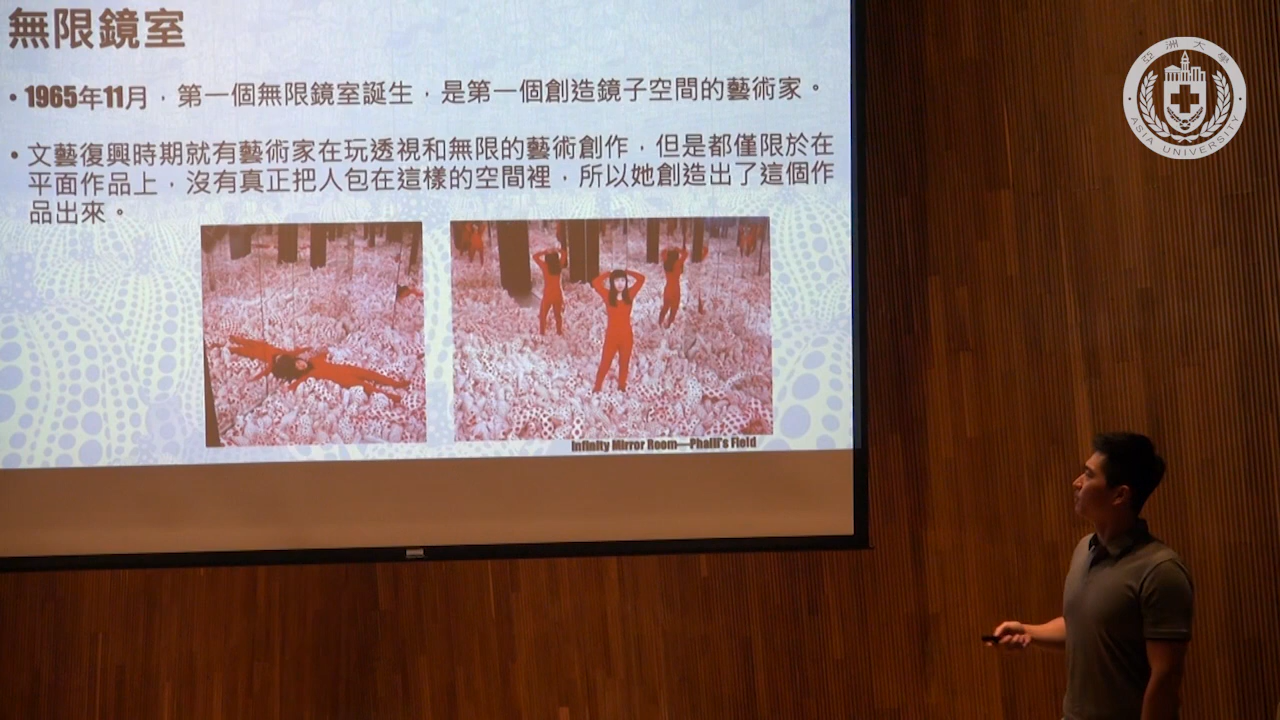 無限鏡室
• 1965年11月，第一個無限鏡室誕生，是第一個創造鏡子空間的藝術家。
• 文藝復興時期就有藝術家在玩透視和無限的藝術創作，但是都僅限於在
平面作品上，沒有真正把人包在這樣的空間裡，所以她創造出了這個作
品出來。
Infinity Mirror Room—Phalli's Field
亞洲大學
ASIA UNIVERSITY